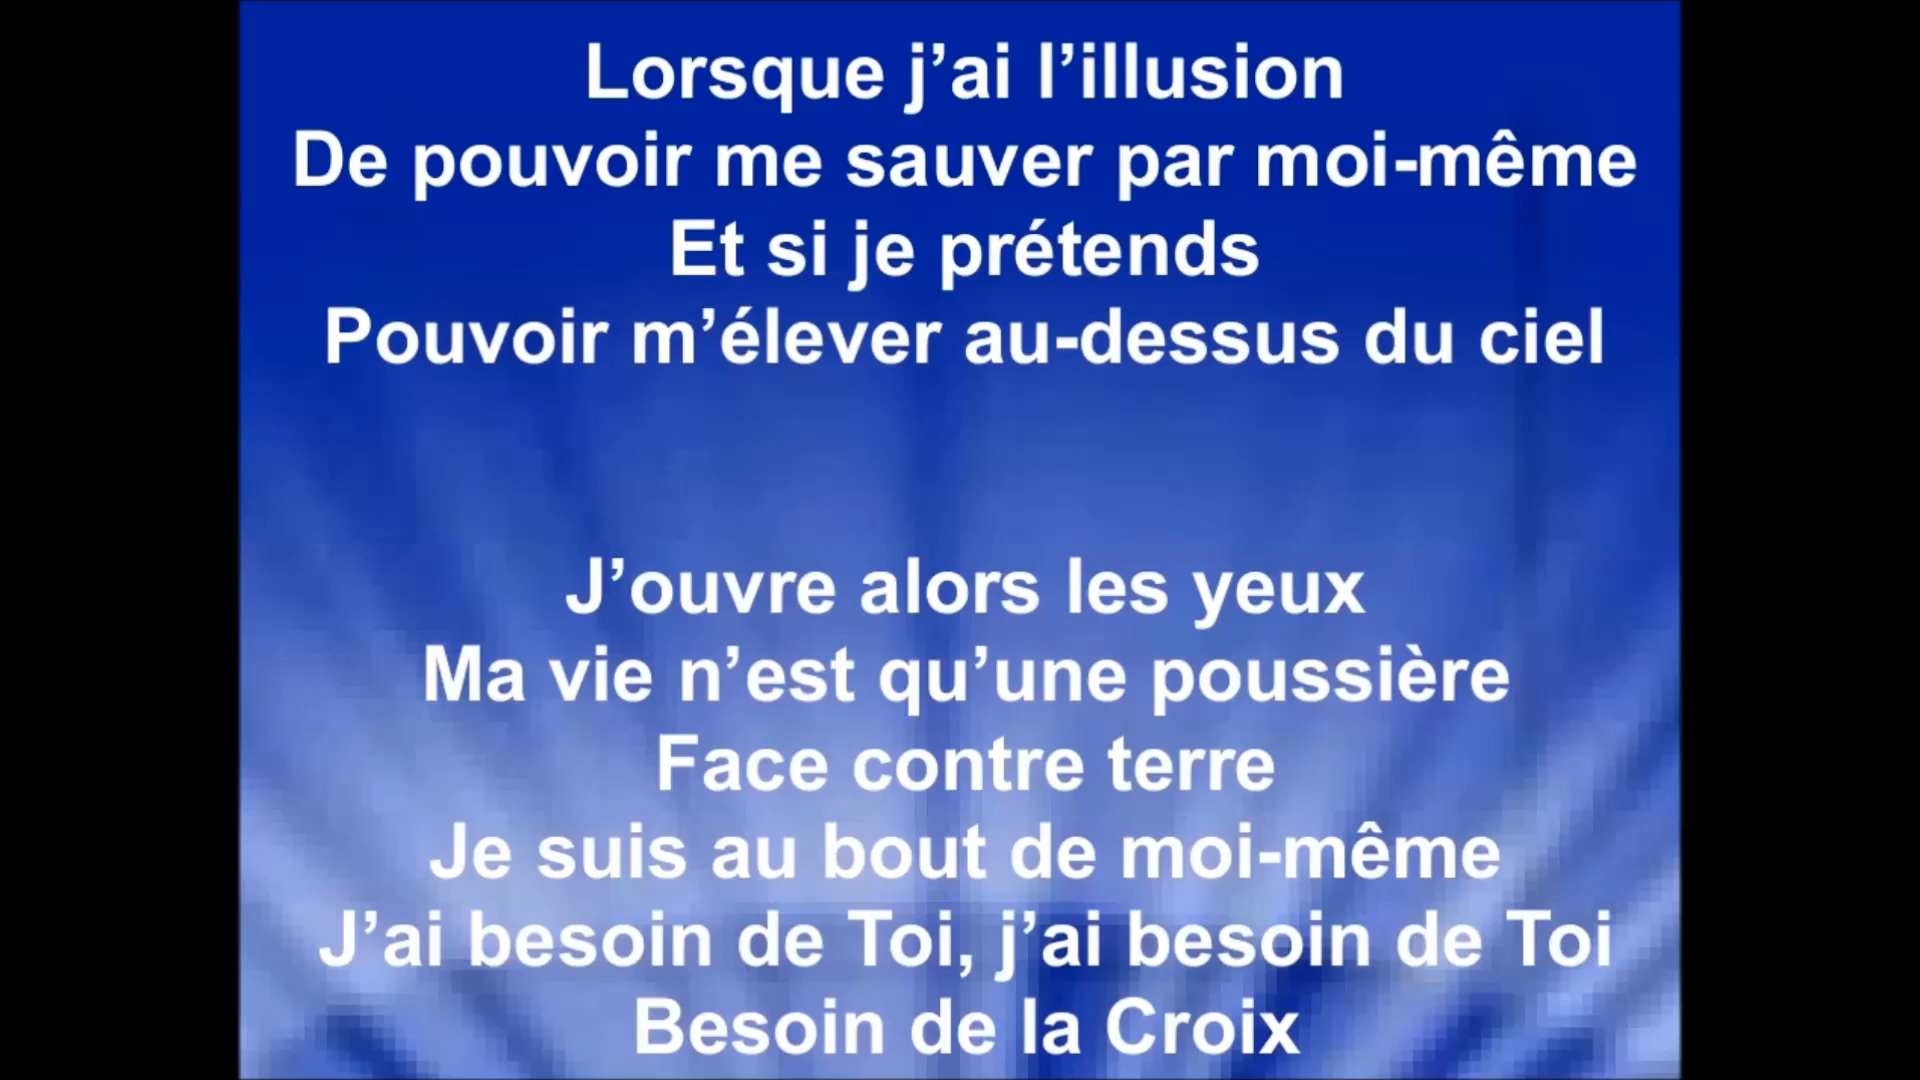 Lorsque j’ai l’illusion
De pouvoir me sauver par moi-même
Et si je prétends
Pouvoir m’élever au-dessus du ciel
J’ouvre alors les yeux
Ma vie n’est qu’une poussière
Face contre terre
Je suis au bout de moi-même
J’ai besoin de Toi, j’ai besoin de Toi
Besoin de la Croix